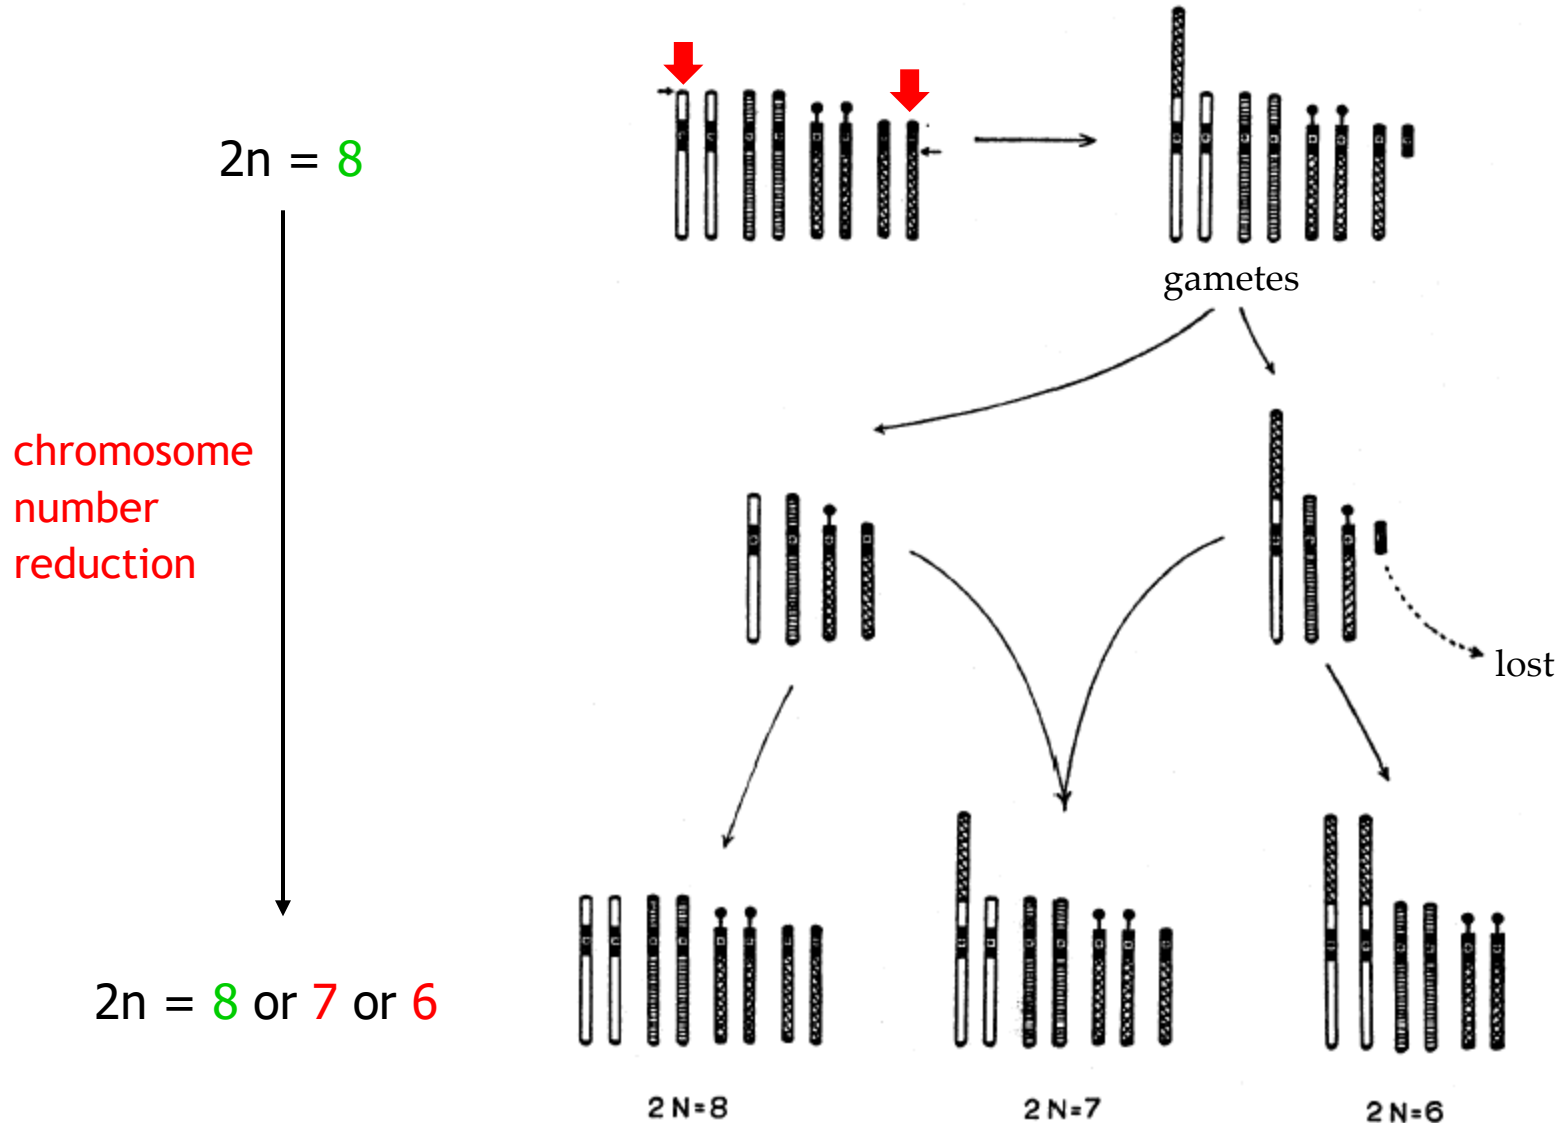 2n = 8
gametes
chromosome
number
reduction
lost
2n = 8 or 7 or 6
2N=8
2N=7
2N=6